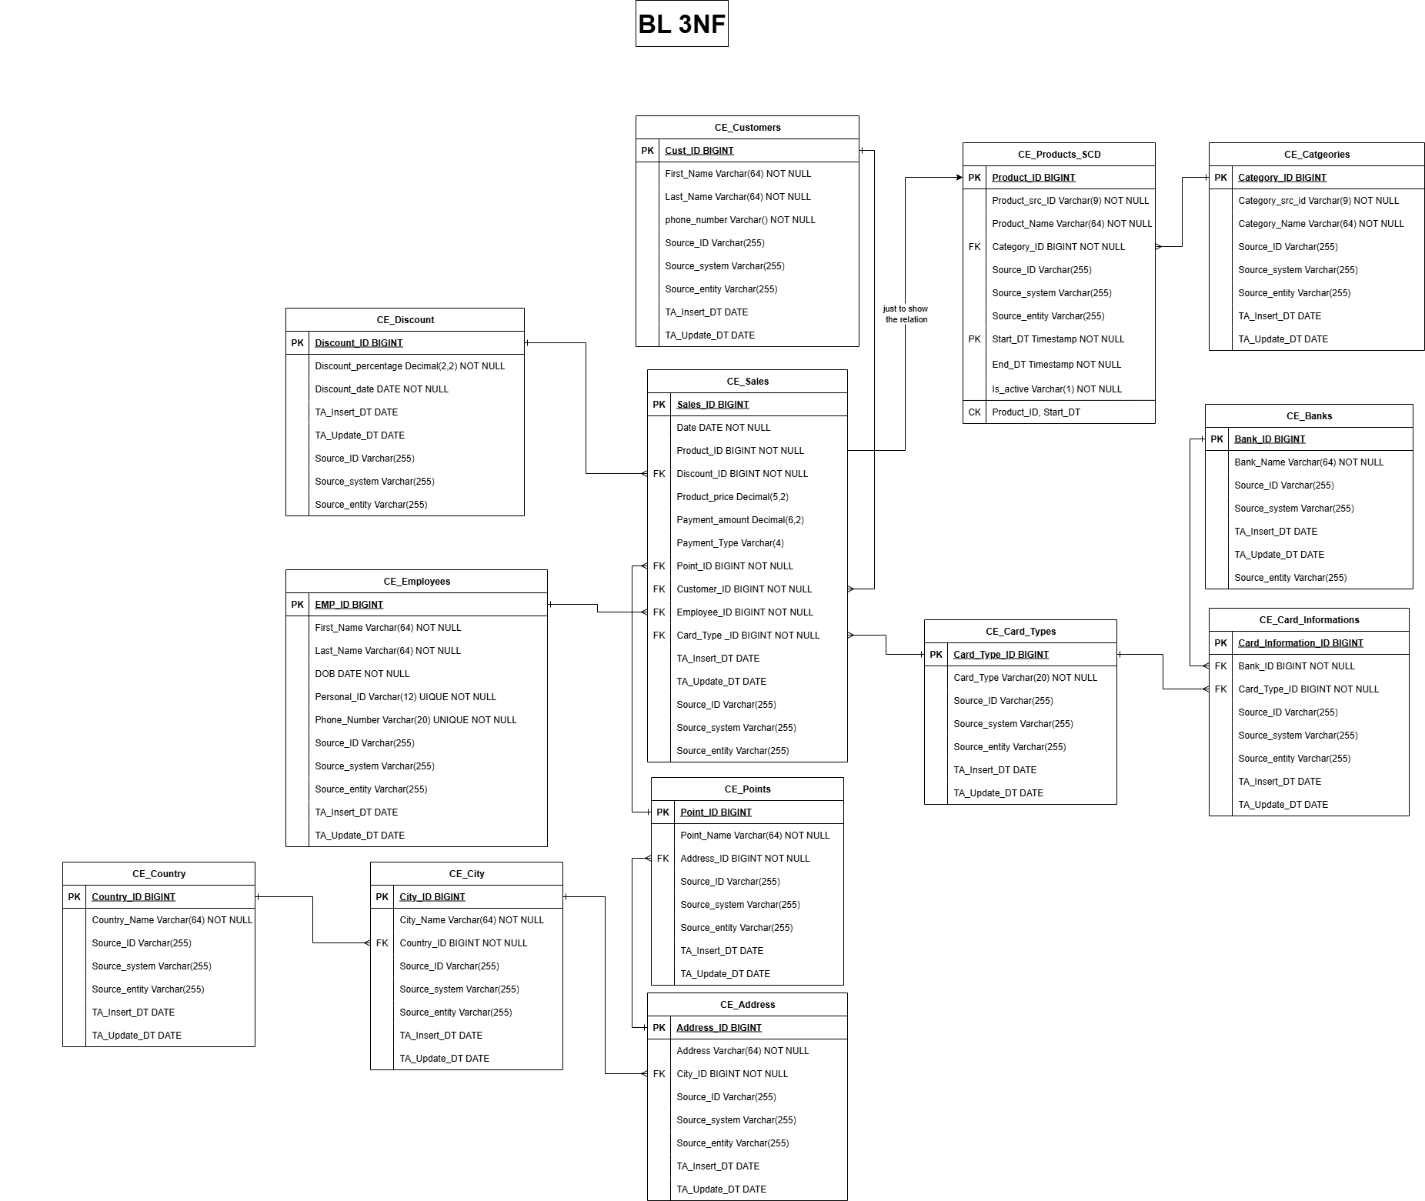 BL 3NF
CE_Customers
PK Cust_ID BIGINT
First_Name Varchar(64) NOT NULL
Last_Name Varchar(64) NOT NULL
phone_number Varchar() NOT NULL
Source_ID Varchar(255)
Source_system Varchar(255)
Source_entity Varchar(255)
TA_Insert_DT DATE
TA_Update_DT DATE
CE_Products_SCD
PK Product_ID BIGINT
Product_src_ID Varchar(9) NOT NULL
Product_Name Varchar(64) NOT NULL
FK Category_ID BIGINT NOT NULL
Source_ID Varchar(255)
Source_system Varchar(255)
Source_entity Varchar(255)
PK Start_DT Timestamp NOT NULL
End_DT Timestamp NOT NULL
Is_active Varchar(1) NOT NULL
CK Product_ID, Start_DT
CE_Catgeories
PK Category_ID BIGINT
Category_src_id Varchar(9) NOT NULL
Category_Name Varchar(64) NOT NULL
Source_ID Varchar(255)
Source_system Varchar(255)
Source_entity Varchar(255)
TA_Insert_DT DATE
TA_Update_DT DATE
just to show
the relation
CE_Discount
PK Discount_ID BIGINT
Discount_percentage Decimal(2,2) NOT NULL
Discount_date DATE NOT NULL
TA_Insert_DT DATE
TA_Update_DT DATE
Source_ID Varchar(255)
Source_system Varchar(255)
Source_entity Varchar(255)
CE_Sales
PK Sales_ID BIGINT
Date DATE NOT NULL
Product_ID BIGINT NOT NULL
FK Discount_ID BIGINT NOT NULL
Product_price Decimal(5,2)
Payment_amount Decimal(6,2)
Payment_Type Varchar(4)
FK Point_ID BIGINT NOT NULL
FK Customer_ID BIGINT NOT NULL
FK Employee_ID BIGINT NOT NULL
FK Card_Type _ID BIGINT NOT NULL
TA_Insert_DT DATE
TA_Update_DT DATE
Source_ID Varchar(255)
Source_system Varchar(255)
Source_entity Varchar(255)
CE_Banks
PK Bank_ID BIGINT
Bank_Name Varchar(64) NOT NULL
Source_ID Varchar(255)
Source_system Varchar(255)
TA_Insert_DT DATE
TA_Update_DT DATE
Source_entity Varchar(255)
CE_Employees
PK EMP_ID BIGINT
First_Name Varchar(64) NOT NULL
Last_Name Varchar(64) NOT NULL
DOB DATE NOT NULL
Personal_ID Varchar(12) UIQUE NOT NULL
Phone_Number Varchar(20) UNIQUE NOT NULL
Source_ID Varchar(255)
Source_system Varchar(255)
Source_entity Varchar(255)
TA_Insert_DT DATE
TA_Update_DT DATE
CE_Card_Types
PK Card_Type_ID BIGINT
Card_Type Varchar(20) NOT NULL
Source_ID Varchar(255)
Source_system Varchar(255)
Source_entity Varchar(255)
TA_Insert_DT DATE
TA_Update_DT DATE
CE_Card_Informations
PK Card_Information_ID BIGINT
FK Bank_ID BIGINT NOT NULL
FK Card_Type_ID BIGINT NOT NULL
Source_ID Varchar(255)
Source_system Varchar(255)
Source_entity Varchar(255)
TA_Insert_DT DATE
TA_Update_DT DATE
CE_Points
PK Point_ID BIGINT
Point_Name Varchar(64) NOT NULL
FK Address_ID BIGINT NOT NULL
Source_ID Varchar(255)
Source_system Varchar(255)
Source_entity Varchar(255)
TA_Insert_DT DATE
TA_Update_DT DATE
CE_Country
PK Country_ID BIGINT
Country_Name Varchar(64) NOT NULL
Source_ID Varchar(255)
Source_system Varchar(255)
Source_entity Varchar(255)
TA_Insert_DT DATE
TA_Update_DT DATE
CE_City
PK City_ID BIGINT
City_Name Varchar(64) NOT NULL
FK Country_ID BIGINT NOT NULL
Source_ID Varchar(255)
Source_system Varchar(255)
Source_entity Varchar(255)
TA_Insert_DT DATE
TA_Update_DT DATE
CE_Address
PK Address_ID BIGINT
Address Varchar(64) NOT NULL
FK City_ID BIGINT NOT NULL
Source_ID Varchar(255)
Source_system Varchar(255)
Source_entity Varchar(255)
TA_Insert_DT DATE
TA_Update_DT DATE